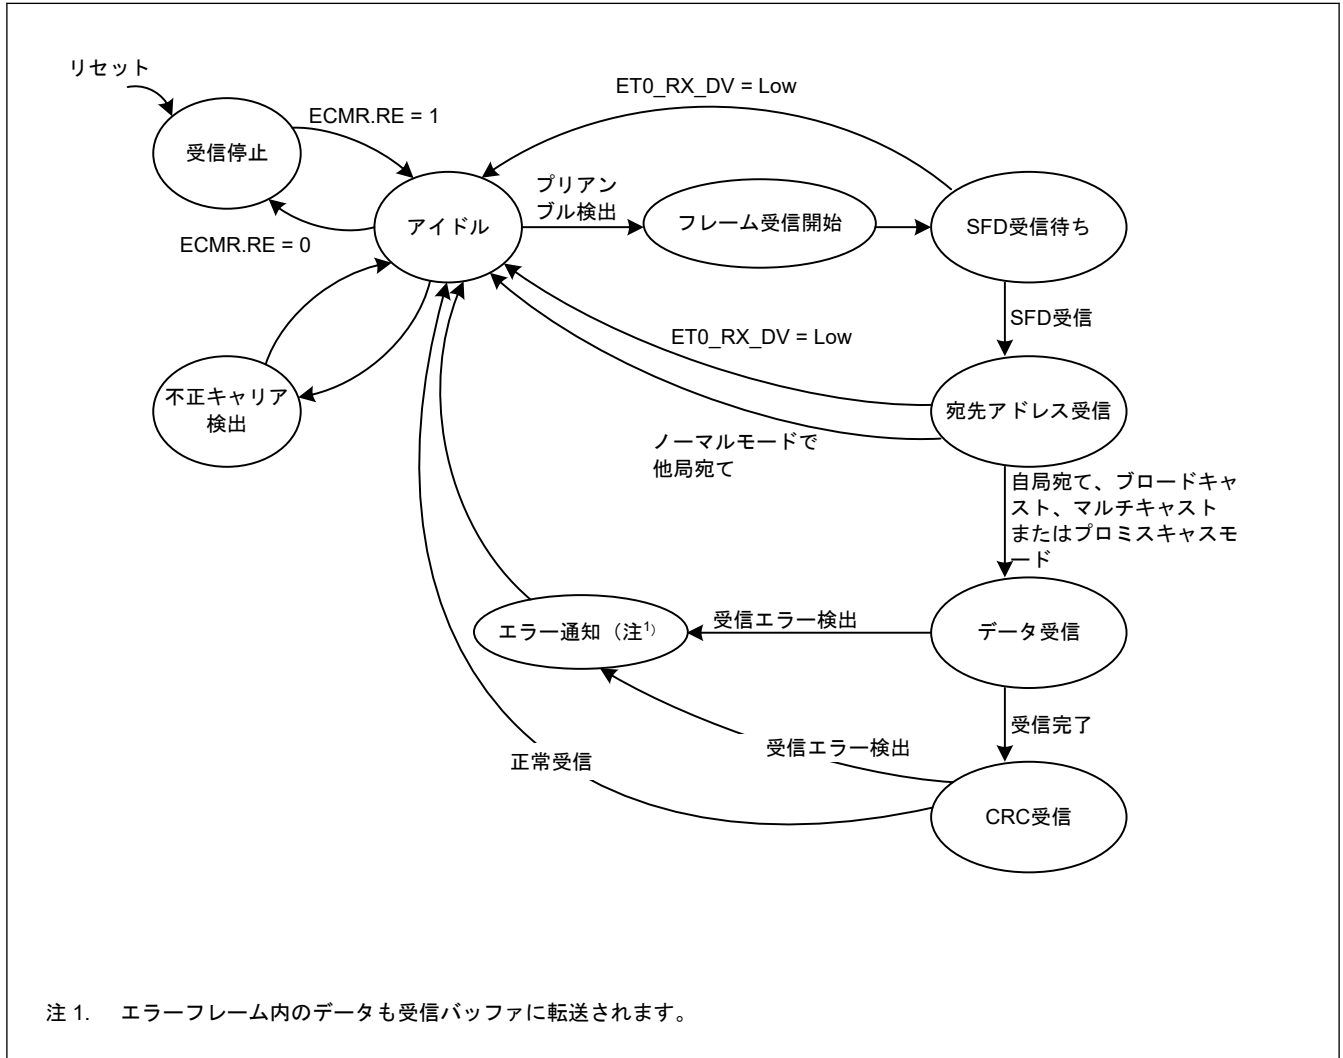 リセット
ET0_RX_DV = Low
ECMR.RE = 1
受信停止
プリアン
ブル検出
アイドル
フレーム受信開始
SFD受信待ち
ECMR.RE = 0
SFD受信
ET0_RX_DV = Low
不正キャリア
検出
宛先アドレス受信
ノーマルモードで
他局宛て
自局宛て、ブロードキャ
スト、マルチキャスト
またはプロミスキャスモ
ード
受信エラー検出
エラー通知（注1）
データ受信
受信完了
受信エラー検出
正常受信
CRC受信
注 1. エラーフレーム内のデータも受信バッファに転送されます。